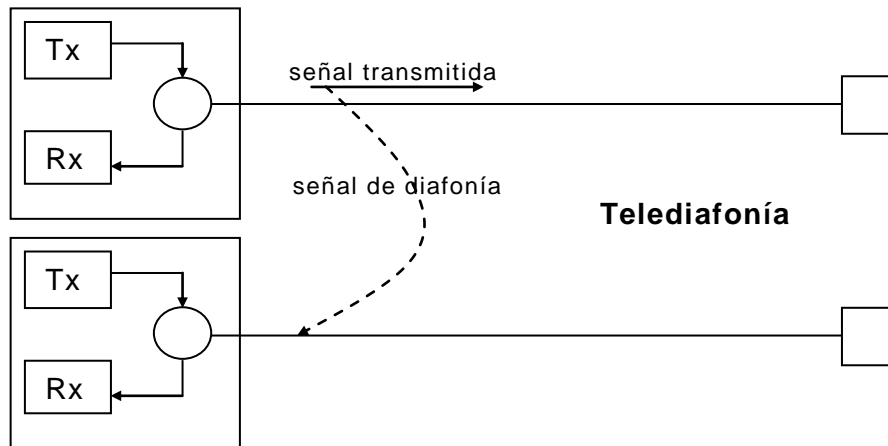 Tx
señal transmitida
Rx
señal de diafonía
Telediafonía
Tx
Rx